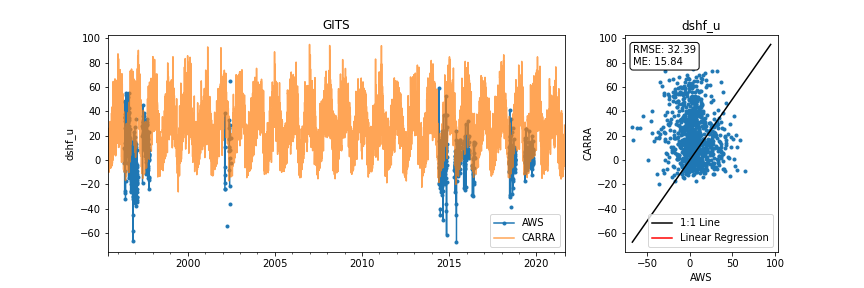 GITS
dshf_u
100
80
60
40
20
0
−20
−40
−60
dshf_u
2000
2005
2010
2015
2020
AWS
CARRA
100
80
60
40
20
0
−20
−40
−60
CARRA
RMSE: 32.39
ME: 15.84
1:1 Line
Linear Regression
−50
0
50
100
AWS